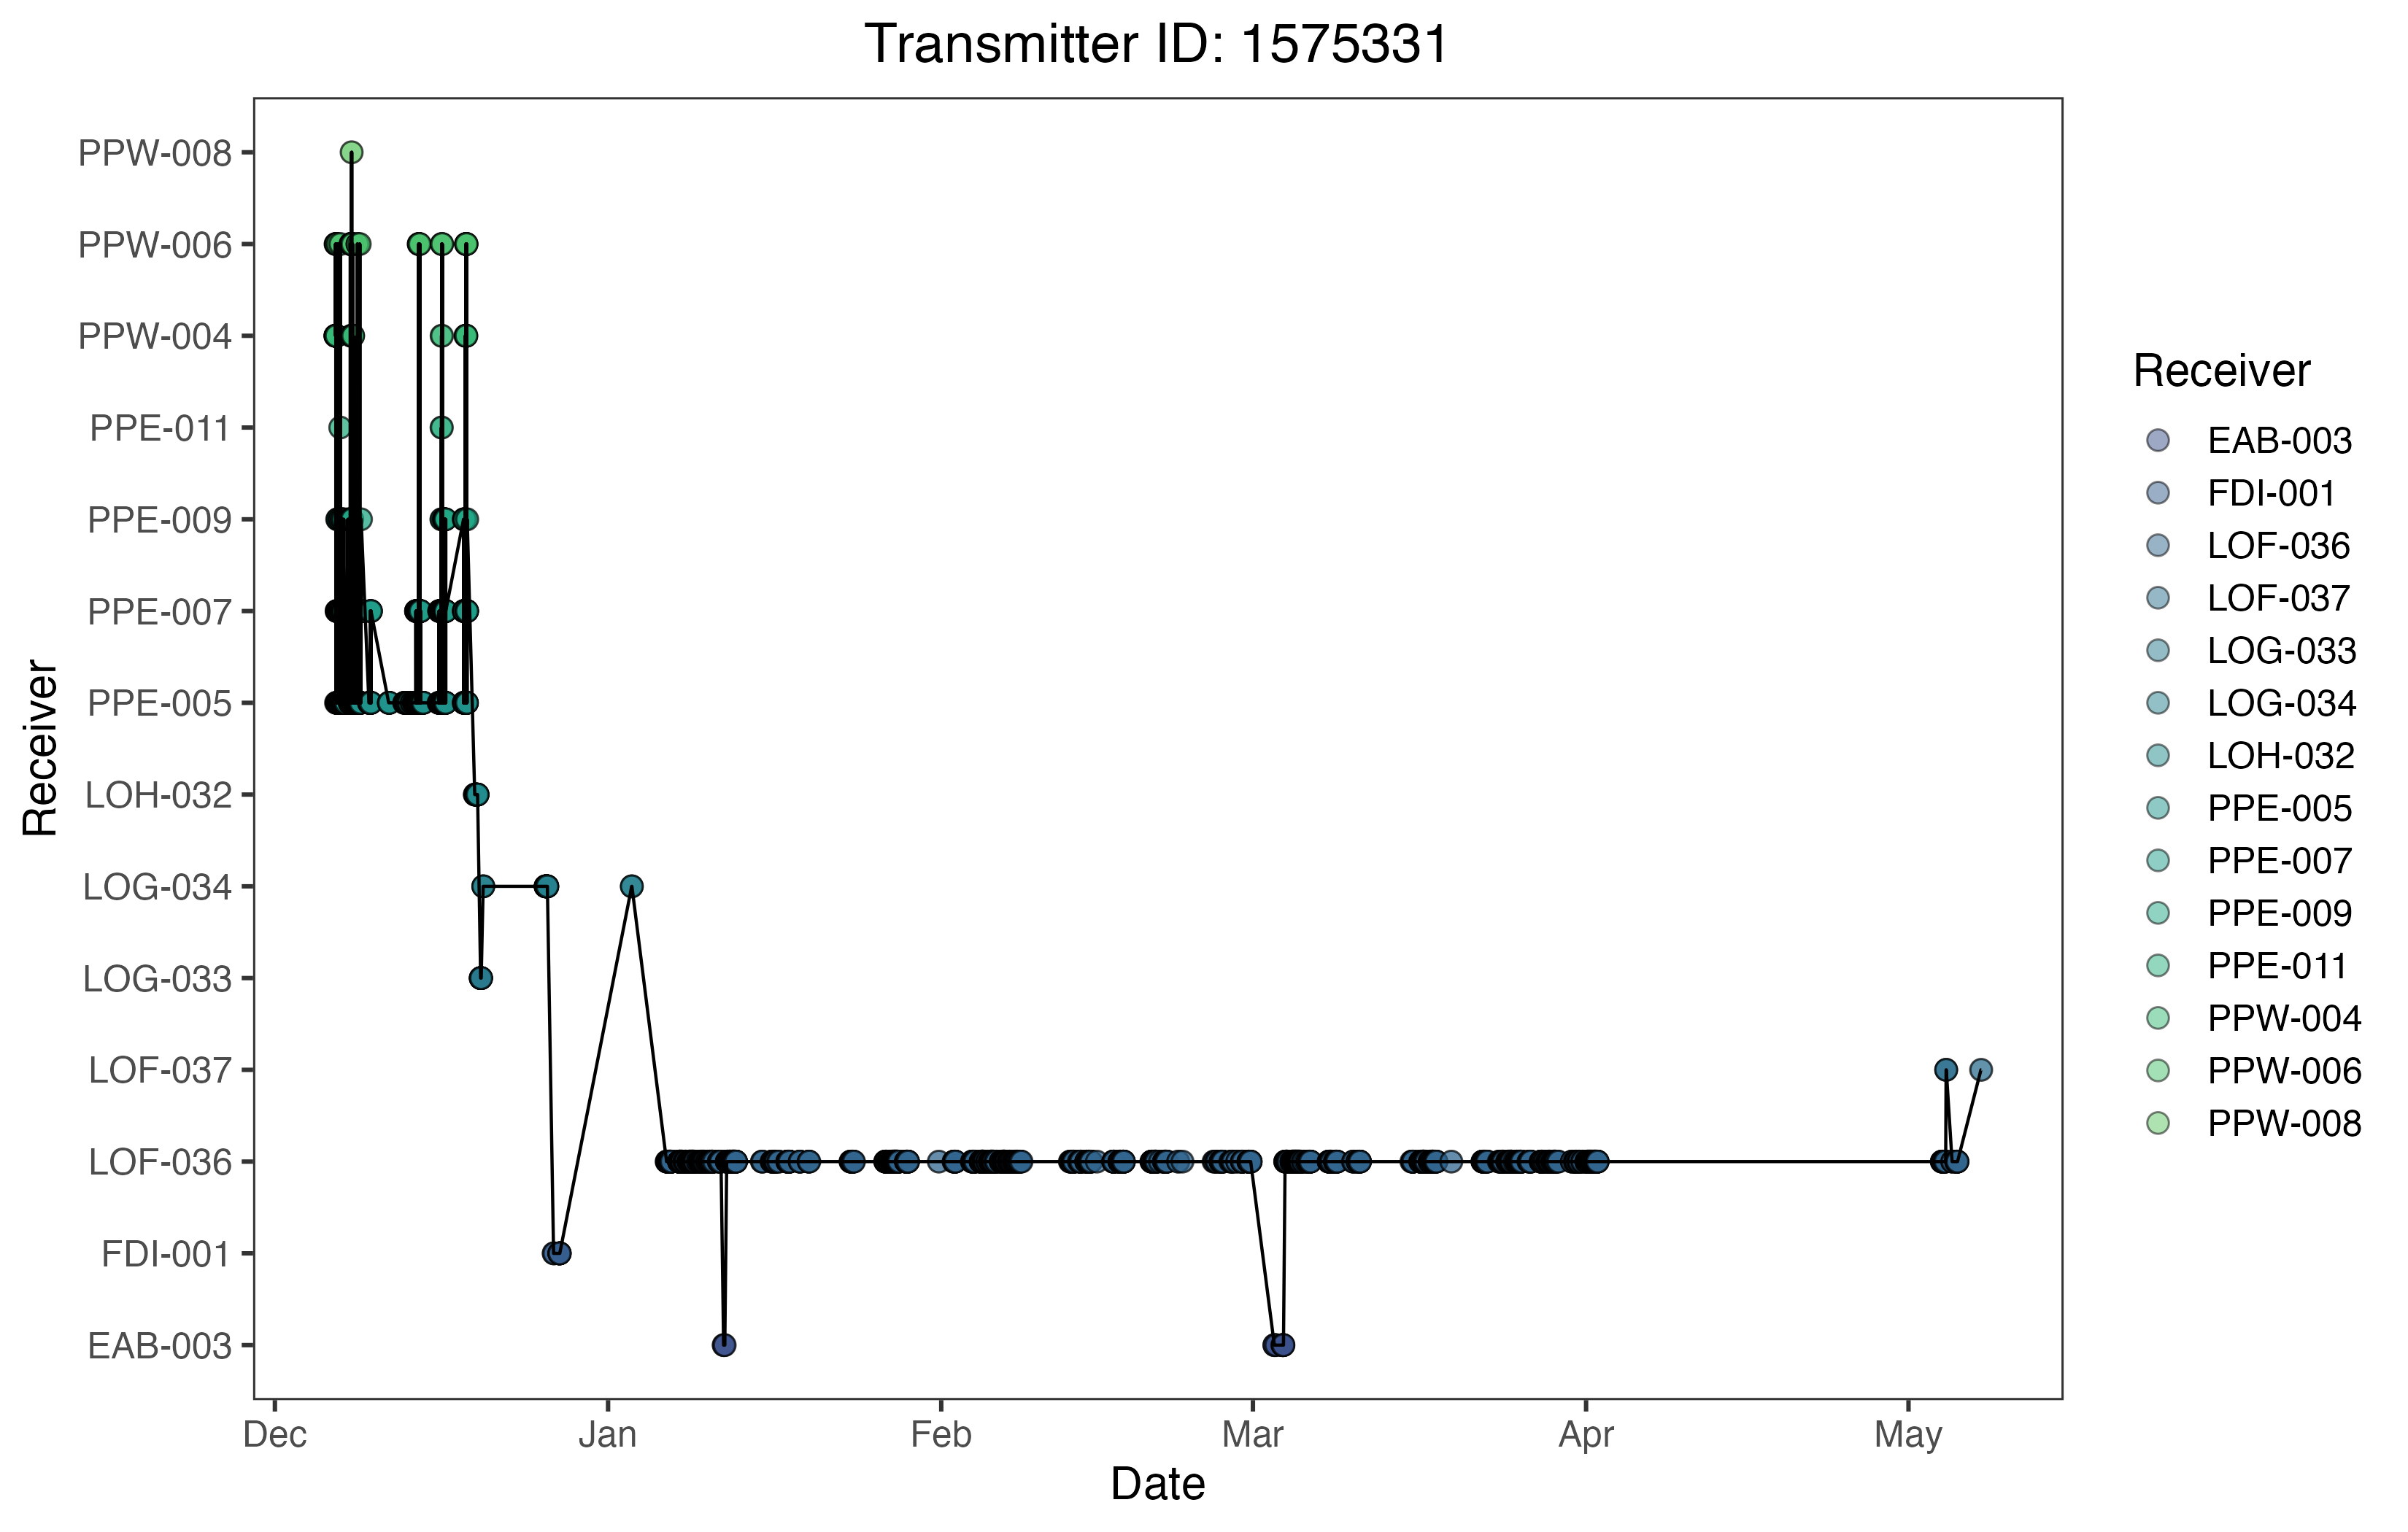 Transmitter ID: 1575331
Receiver
PPW-008
PPW-006
PPW-004
PPE-011
PPE-009
PPE-007
PPE-005
LOH-032
LOG-034
LOG-033
LOF-037
LOF-036
FDI-001
EAB-003
Dec Jan Feb Mar Apr May
Date
Receiver
EAB-003
FDI-001
LOF-036
LOF-037
LOG-033
LOG-034
LOH-032
PPE-005
PPE-007
PPE-009
PPE-011
PPW-004
PPW-006
PPW-008